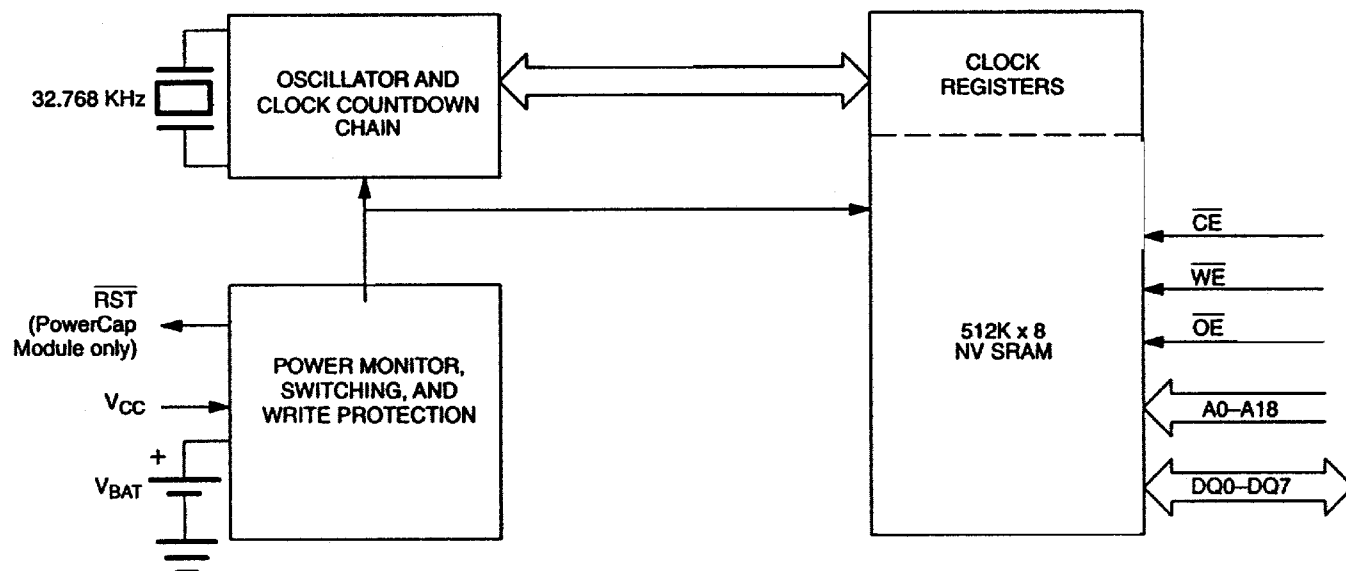 32.768 KHz
OSCILLATOR AND
CLOCK COUNTDOWN
CHAIN
CLOCK
REGISTERS
RST
(PowerCap
Module only)
VCC
+
VBAT
POWER MONITOR,
SWITCHING, AND
WRITE PROTECTION
512K x 8
NV SRAM
CE
WE
OE
A0–A18
DQ0–DQ7